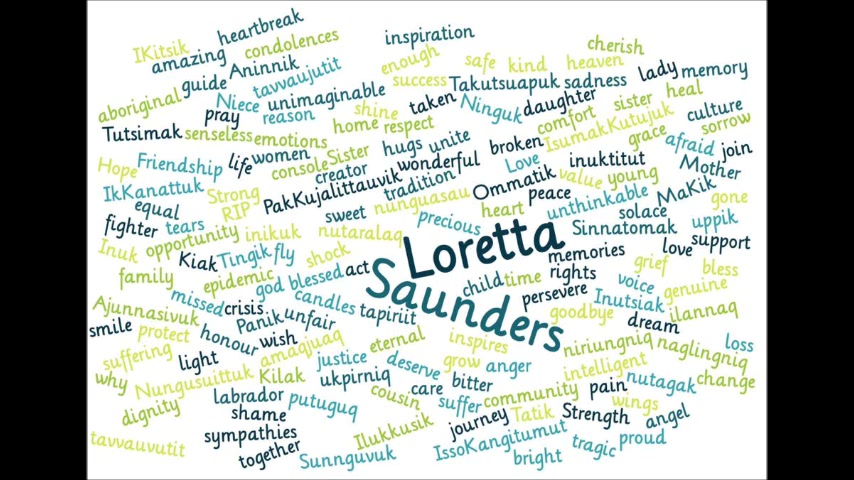 heartbreak
IKitsik
amazing
condolences
inspiration
cherish
enough
safe
kind
heaven
guide
Aninnik
tavvaujutit
success
Takutsuapuk
sadness
lady
memory
aboriginal
Niece
unimaginable
taken
Ninguk
daughter
sister
heal
pray
reason
shine
comfort
IsumakKutujuk
culture
Tutsimak
senseless
emotions
home
respect
grace
sorrow
hugs
unite
broken
afraid
join
Hope
Friendship
life
women
console
Sister
creator
wonderful
Love
inuktitut
Mother
IkKanattuk
Strong
PakKujalittauvik
tradition
Ommatik
value
young
MaKik
gone
equal
RIP
sweet
nunguasau
peace
unthinkable
fighter
tears
precious
heart
solace
uppik
opportunity
inikuk
nutaralaq
Loretta
Sinnatomak
support
Inuk
Kiak
Tingik
fly
shock
memories
love
family
epidemic
god
blessed
act
Saunders
child
time
rights
grief
bless
voice
genuine
Ajunnasivuk
missed
crisis
candles
tapiriit
persevere
Inutsiak
ilannaq
smile
protect
honour
Panik
unfair
goodbye
dream
suffering
wish
amaqjuaq
eternal
inspires
niriungniq
naglingniq
loss
light
justice
deserve
grow
anger
intelligent
why
Nungusuittuk
Kilak
ukpirniq
care
bitter
pain
nutagak
change
dignity
labrador
putuguq
cousin
suffer
community
wings
shame
Ilukkusik
journey
Tatik
Strength
angel
tavvauvutit
sympathies
IssoKangitumut
proud
together
Sunnguvuk
bright
tragic